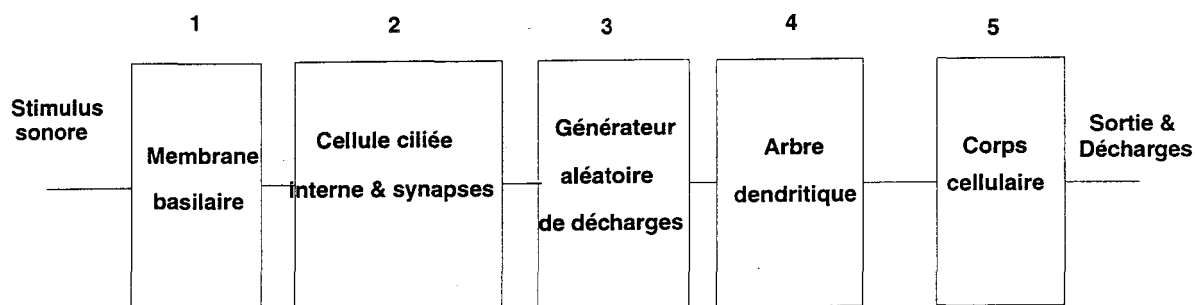 1
2
3
4
5
Stimulus
sonore
Membrane
basilaire
Cellule ciliée
interne & synapses
Générateur
aléatoire
de décharges
Arbre
dendritique
Corps
cellulaire
Sortie &
Décharges